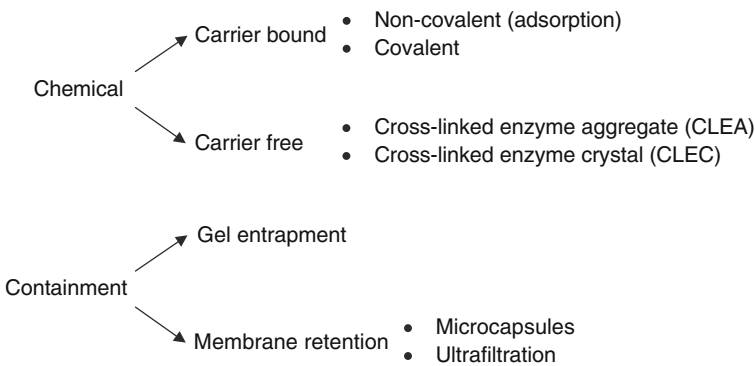 Carrier bound
• Non-covalent (adsorption)
• Covalent
Chemical
Carrier free
• Cross-linked enzyme aggregate (CLEA)
• Cross-linked enzyme crystal (CLEC)
Gel entrapment
Containment
Membrane retention
• Microcapsules
• Ultrafiltration